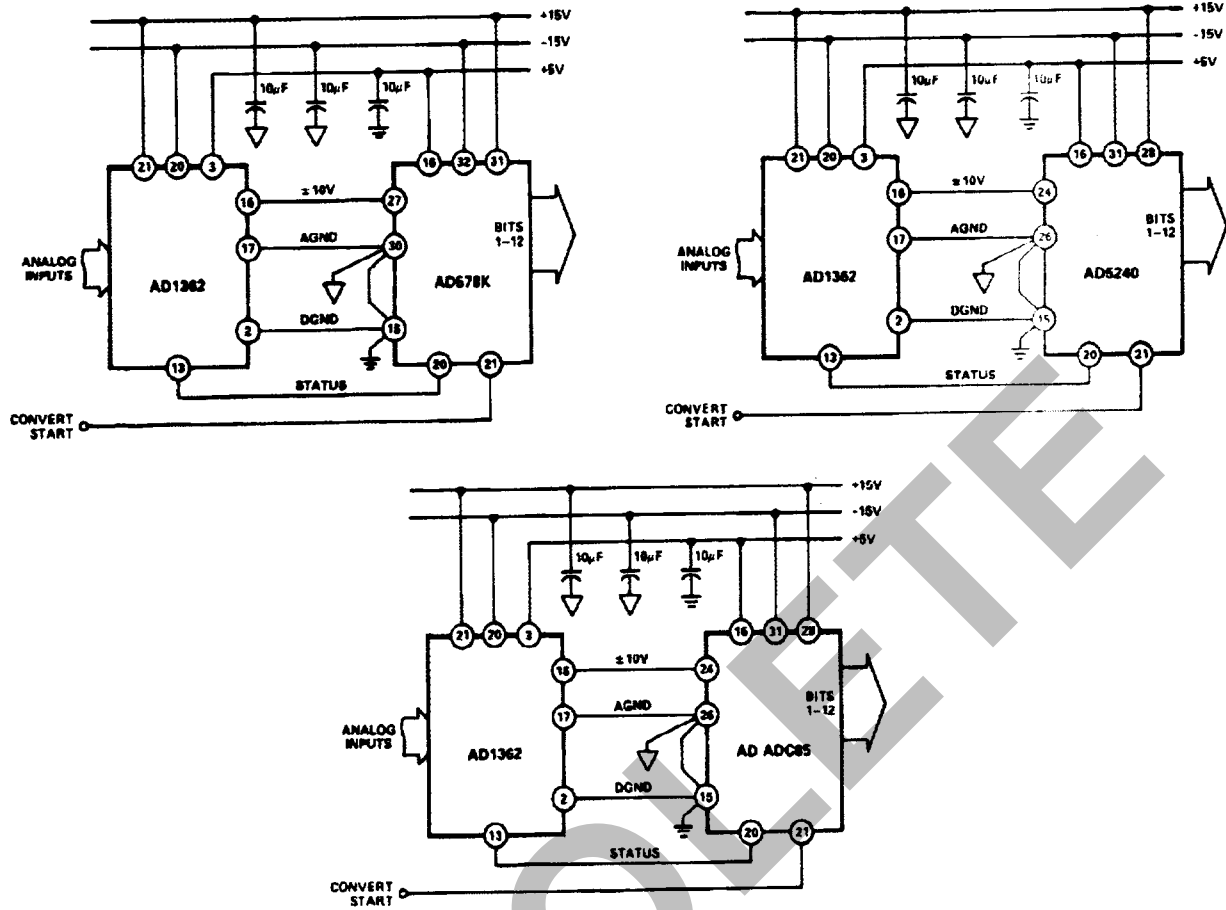 +15V
-15V
+5V
10µF 10µF 10µF
21 20 3 16 32 31
16 ±10V 27
17 AGND 30
BITS
1-12
ANALOG
INPUTS
AD1362 AD578K
2 DGND 15
13 20 21
STATUS
CONVERT
START
+15V
-15V
+5V
10µF 10µF 10µF
21 20 3 16 31 28
16 ±10V 24
17 AGND 26
BITS
1-12
ANALOG
INPUTS
AD1362 AD5240
2 DGND 15
13 20 21
STATUS
CONVERT
START
+15V
-15V
+5V
10µF 10µF 10µF
21 20 3 16 31 28
16 ±10V 24
17 AGND 26
BITS
1-12
ANALOG
INPUTS
AD1362 AD ADC85
2 DGND 15
13 20 21
STATUS
CONVERT
START
OLETE